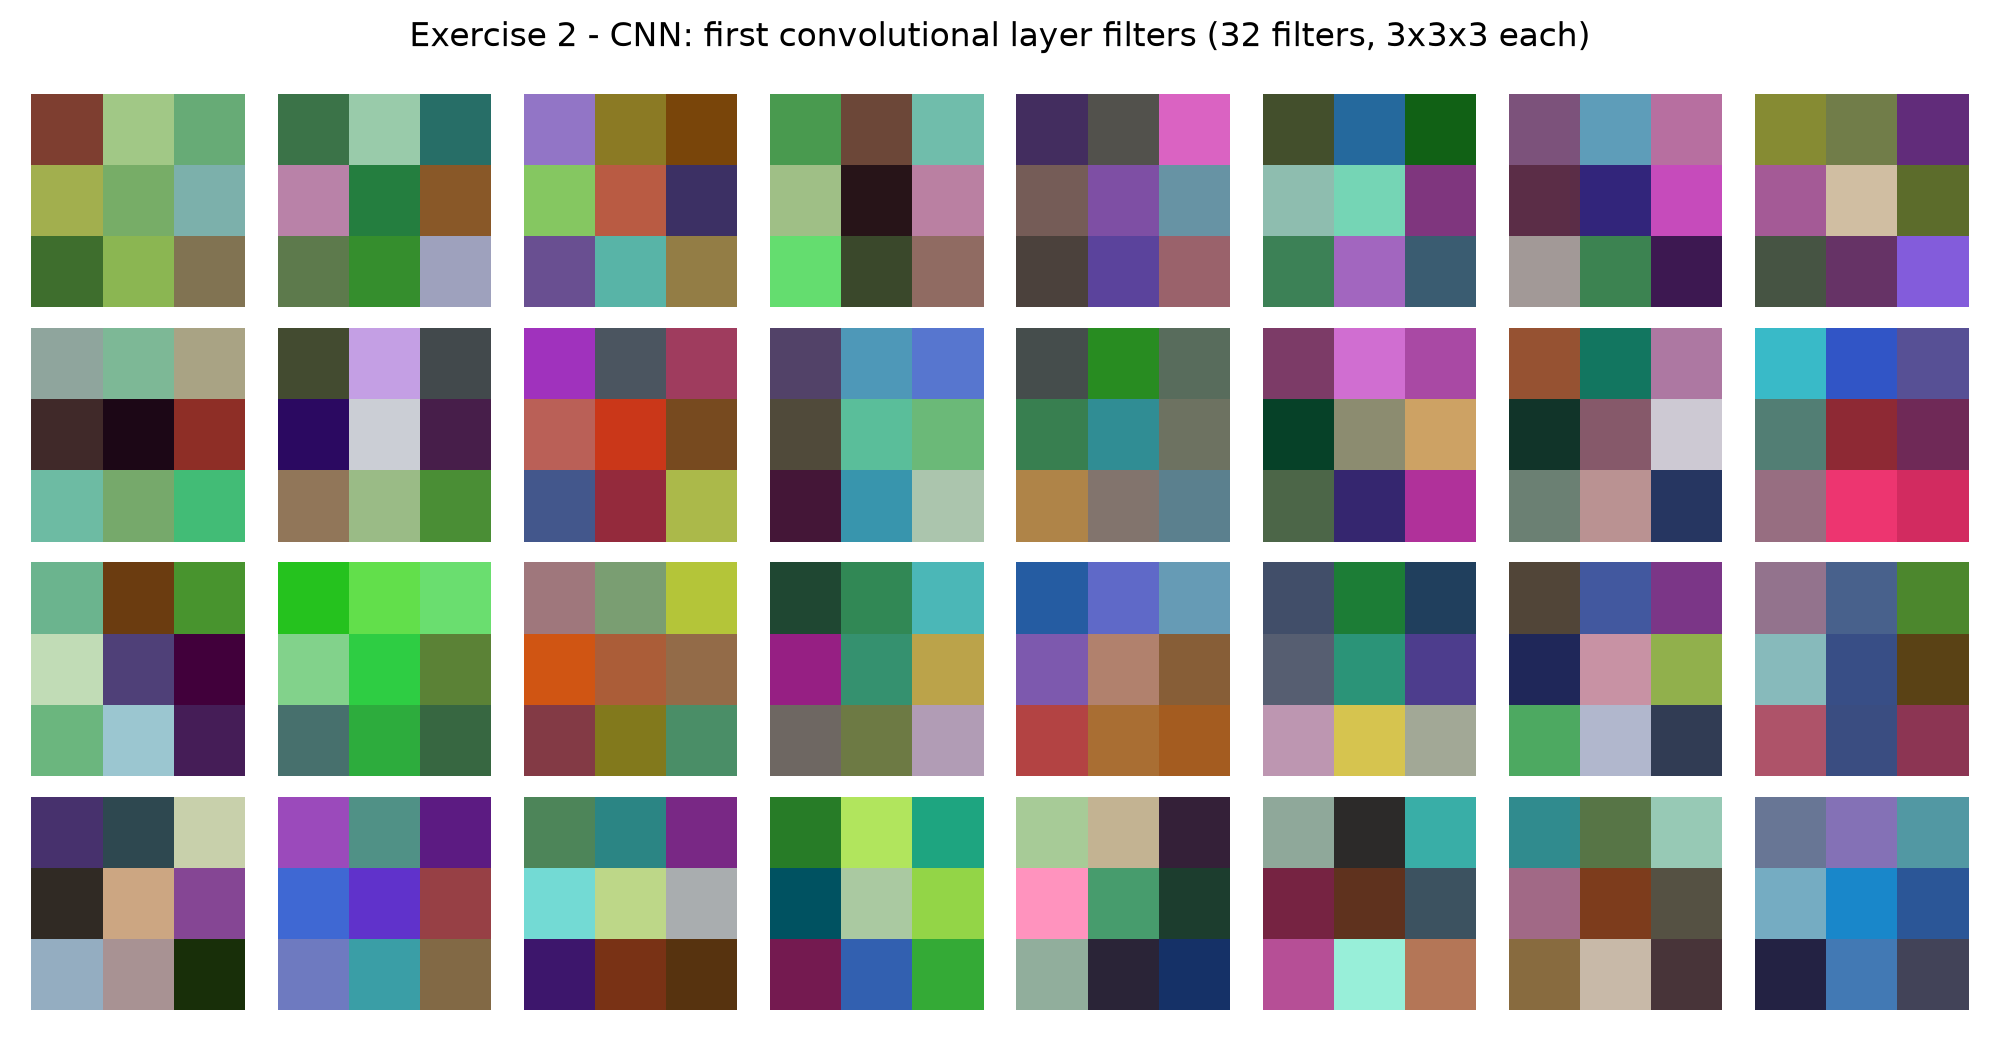 Exercise 2 - CNN: first convolutional layer filters (32 filters, 3x3x3 each)